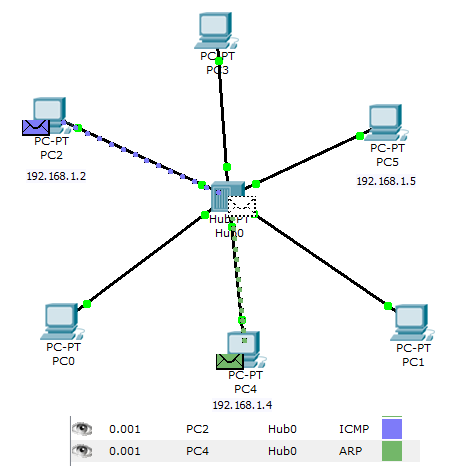 PC-PT
PC3
PC-PT
PC2
192.168.1.2
PC-PT
PC5
192.168.1.5
Hub-PT
Hub0
PC-PT
PC0
PC-PT
PC4
192.168.1.4
PC-PT
PC1
0.001 PC2 Hub0 ICMP
0.001 PC4 Hub0 ARP